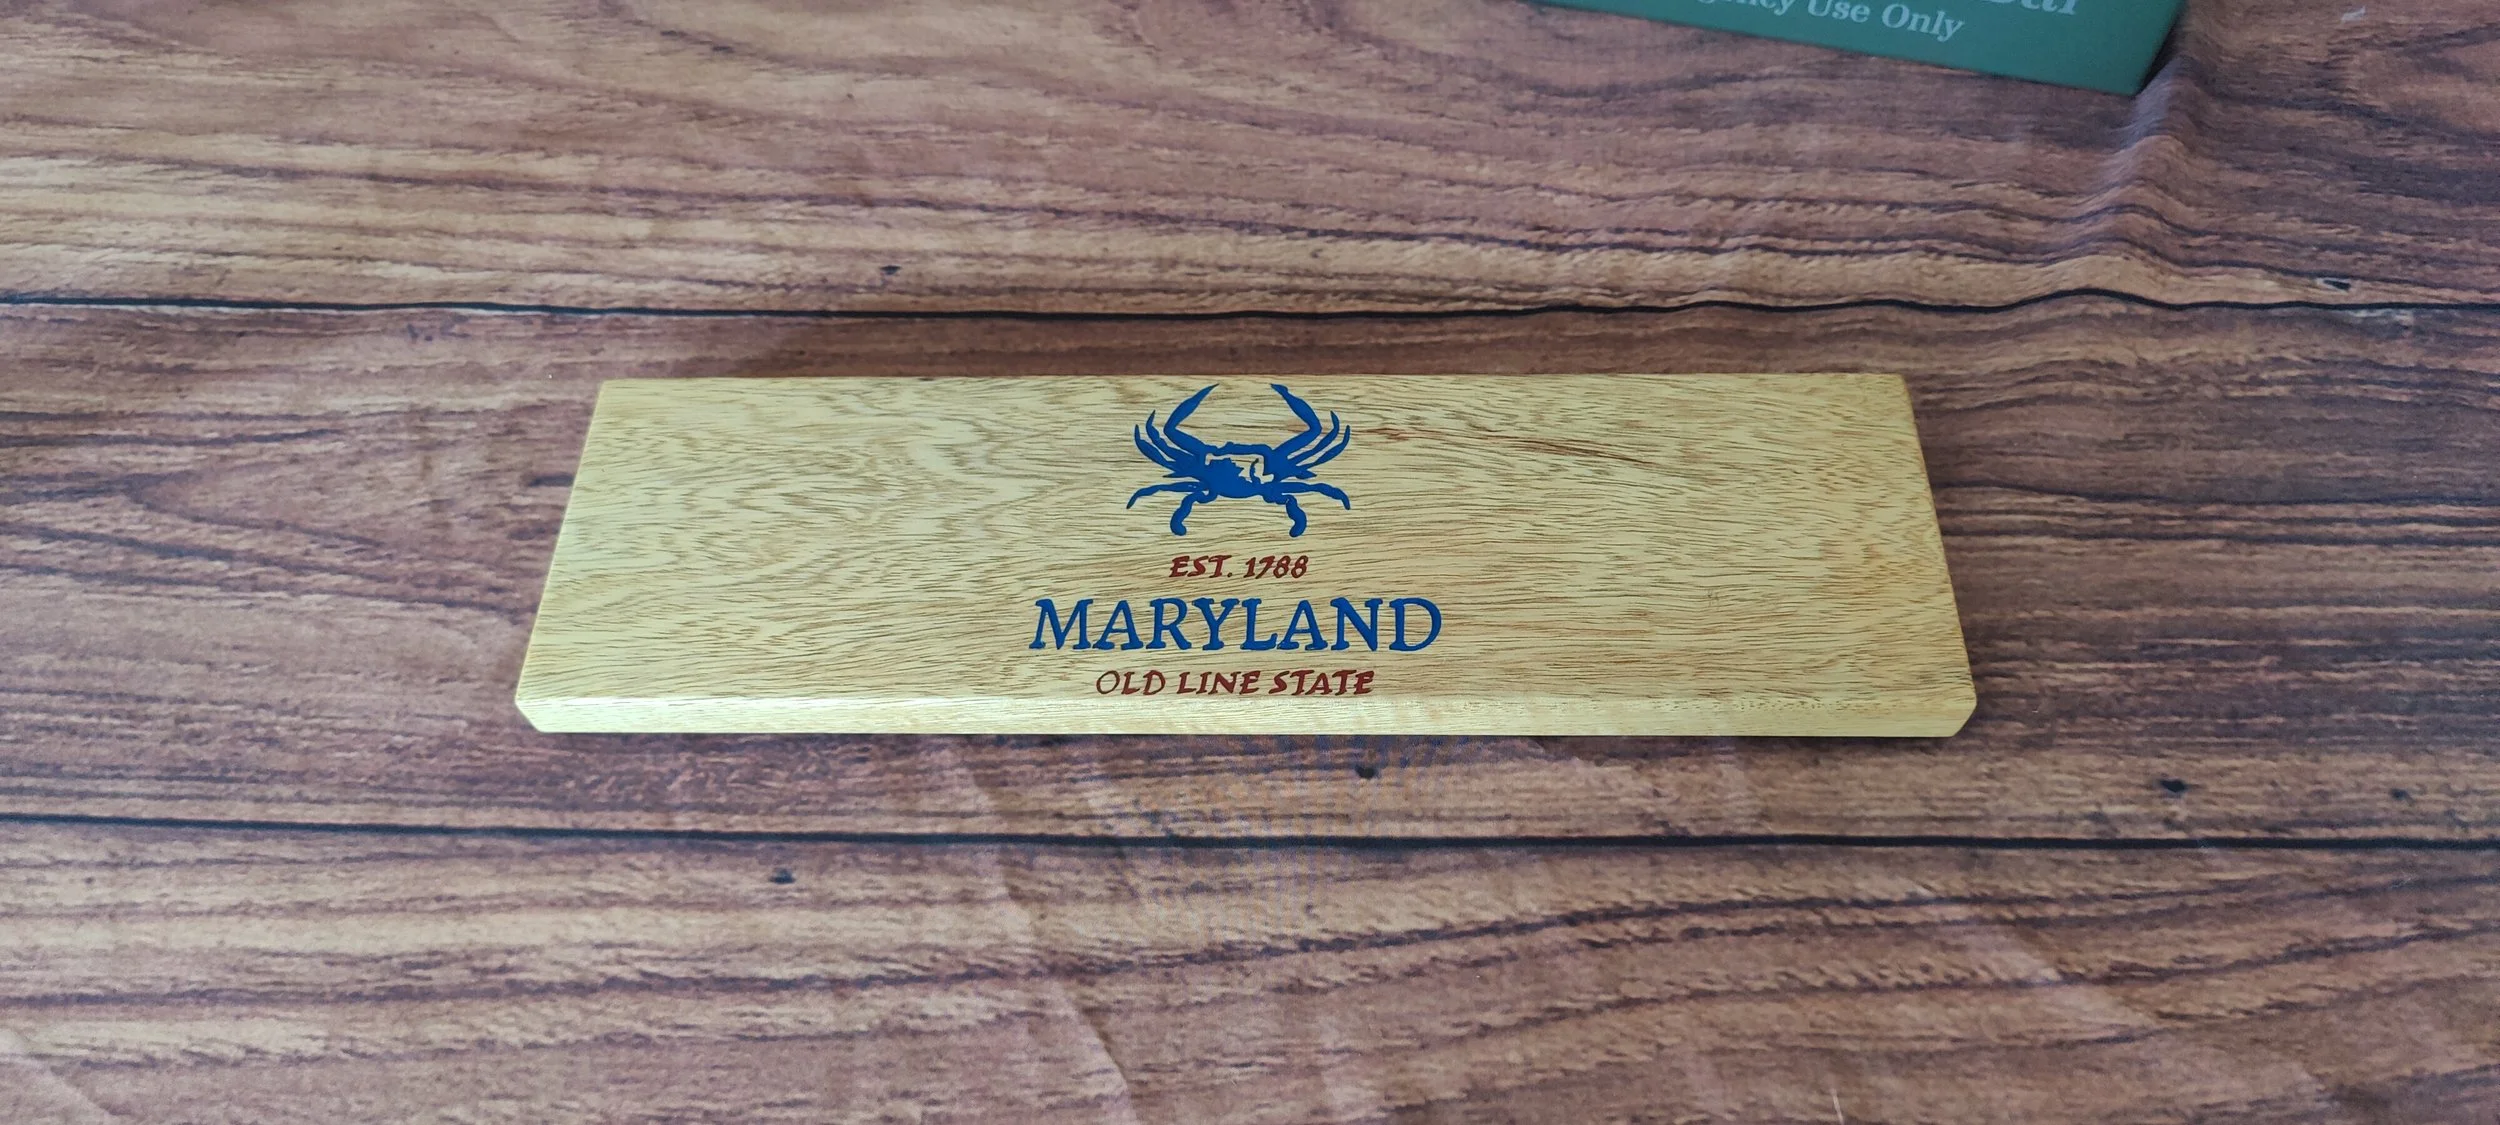 Use Only
EST. 1788
MARYLAND
OLD LINE STATE